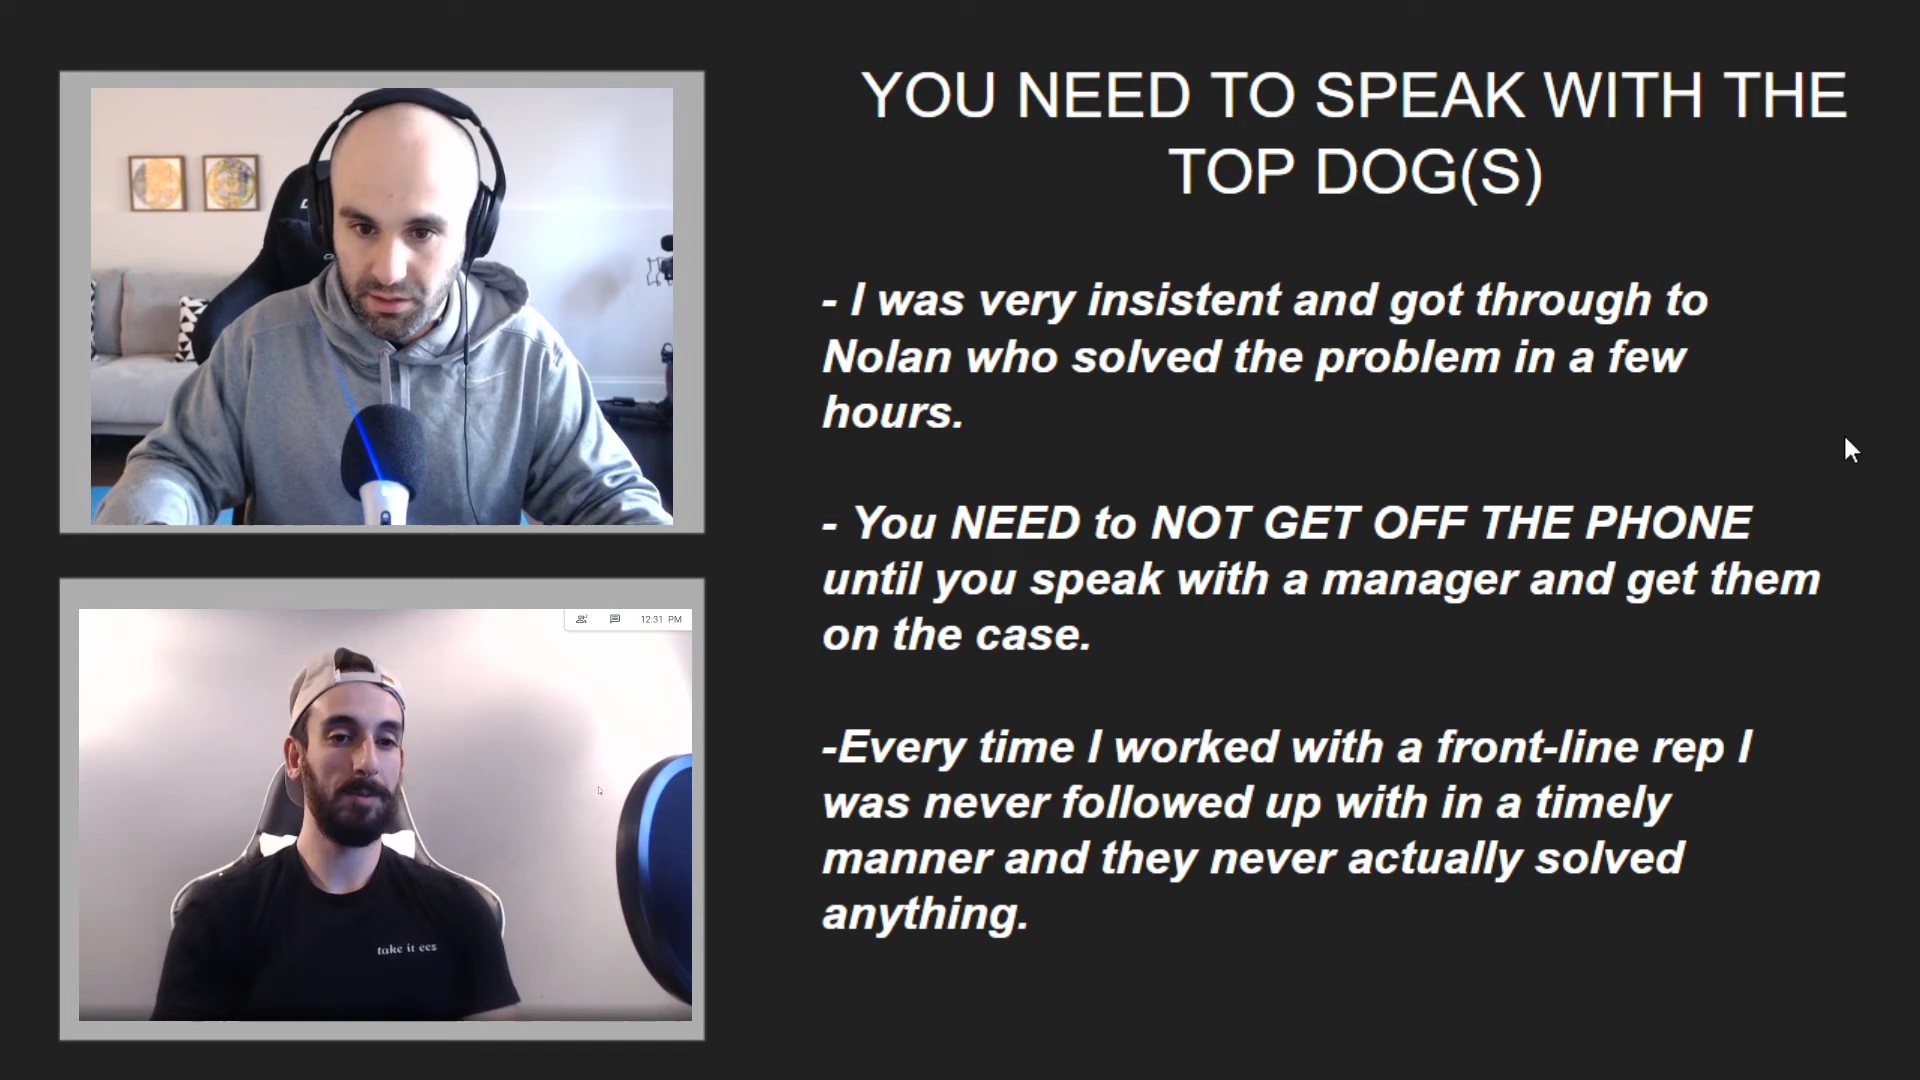 YOU NEED TO SPEAK WITH THE
TOP DOG(S)
- I was very insistent and got through to
Nolan who solved the problem in a few
hours.
- You NEED to NOT GET OFF THE PHONE
until you speak with a manager and get them
on the case.
-Every time I worked with a front-line rep I
was never followed up with in a timely
manner and they never actually solved
anything.
12:31 PM
take it eez